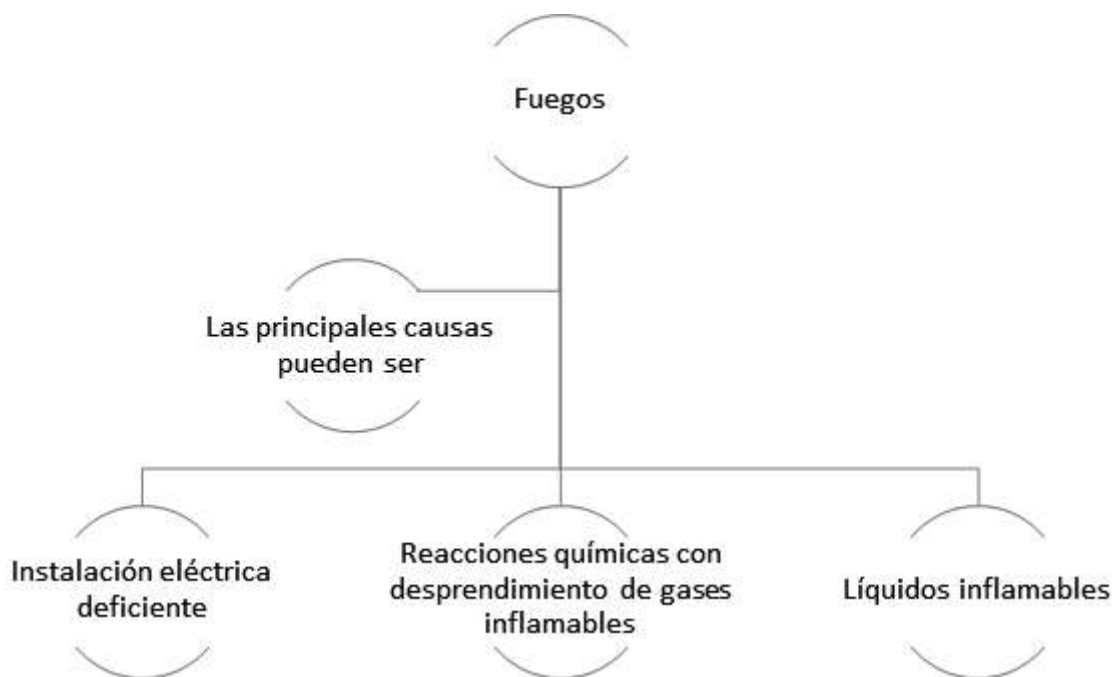 Fuegos
Las principales causas
pueden ser
Instalación eléctrica
deficiente
Reacciones químicas con
desprendimiento de gases
inflamables
Líquidos inflamables